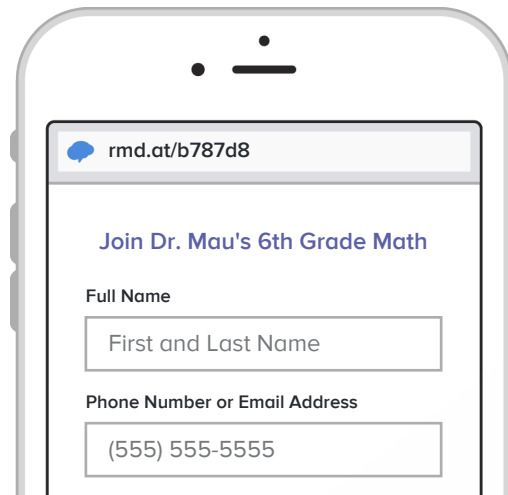 rmd.at/b787d8
Join Dr. Mau's 6th Grade Math
Full Name
First and Last Name
Phone Number or Email Address
(555) 555-5555